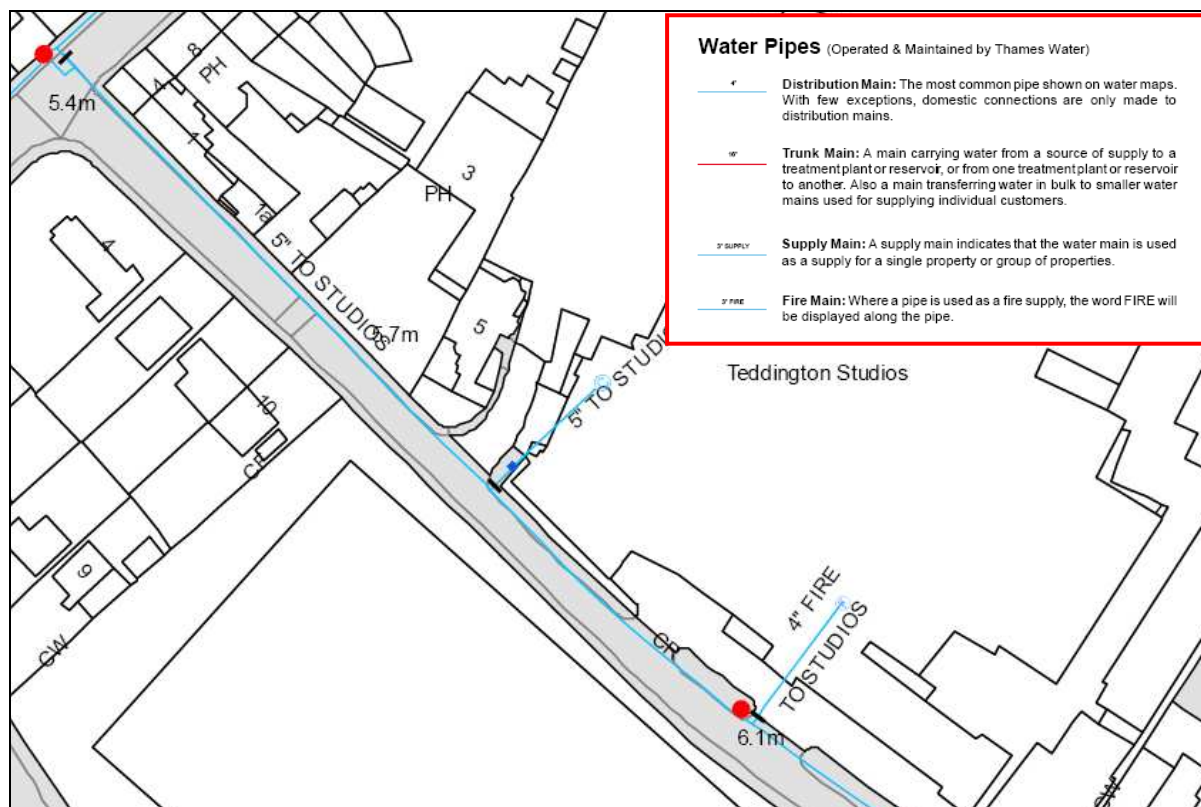 Water Pipes (Operated & Maintained by Thames Water)
4"
Distribution Main: The most common pipe shown on water maps.
With few exceptions, domestic connections are only made to
distribution mains.
16"
Trunk Main: A main carrying water from a source of supply to a
treatment plant or reservoir, or from one treatment plant or reservoir
to another. Also a main transferring water in bulk to smaller water
mains used for supplying individual customers.
3" SUPPLY
Supply Main: A supply main indicates that the water main is used
as a supply for a single property or group of properties.
3" FIRE
Fire Main: Where a pipe is used as a fire supply, the word FIRE will
be displayed along the pipe.
5.4m
8
PH
4
1
1a
3
PH
4
5" TO STUDIOS
5.7m
5
5" TO STUDIO
Teddington Studios
10
9
CW
4" FIRE
TO STUDIOS
CR
6.1m
CW